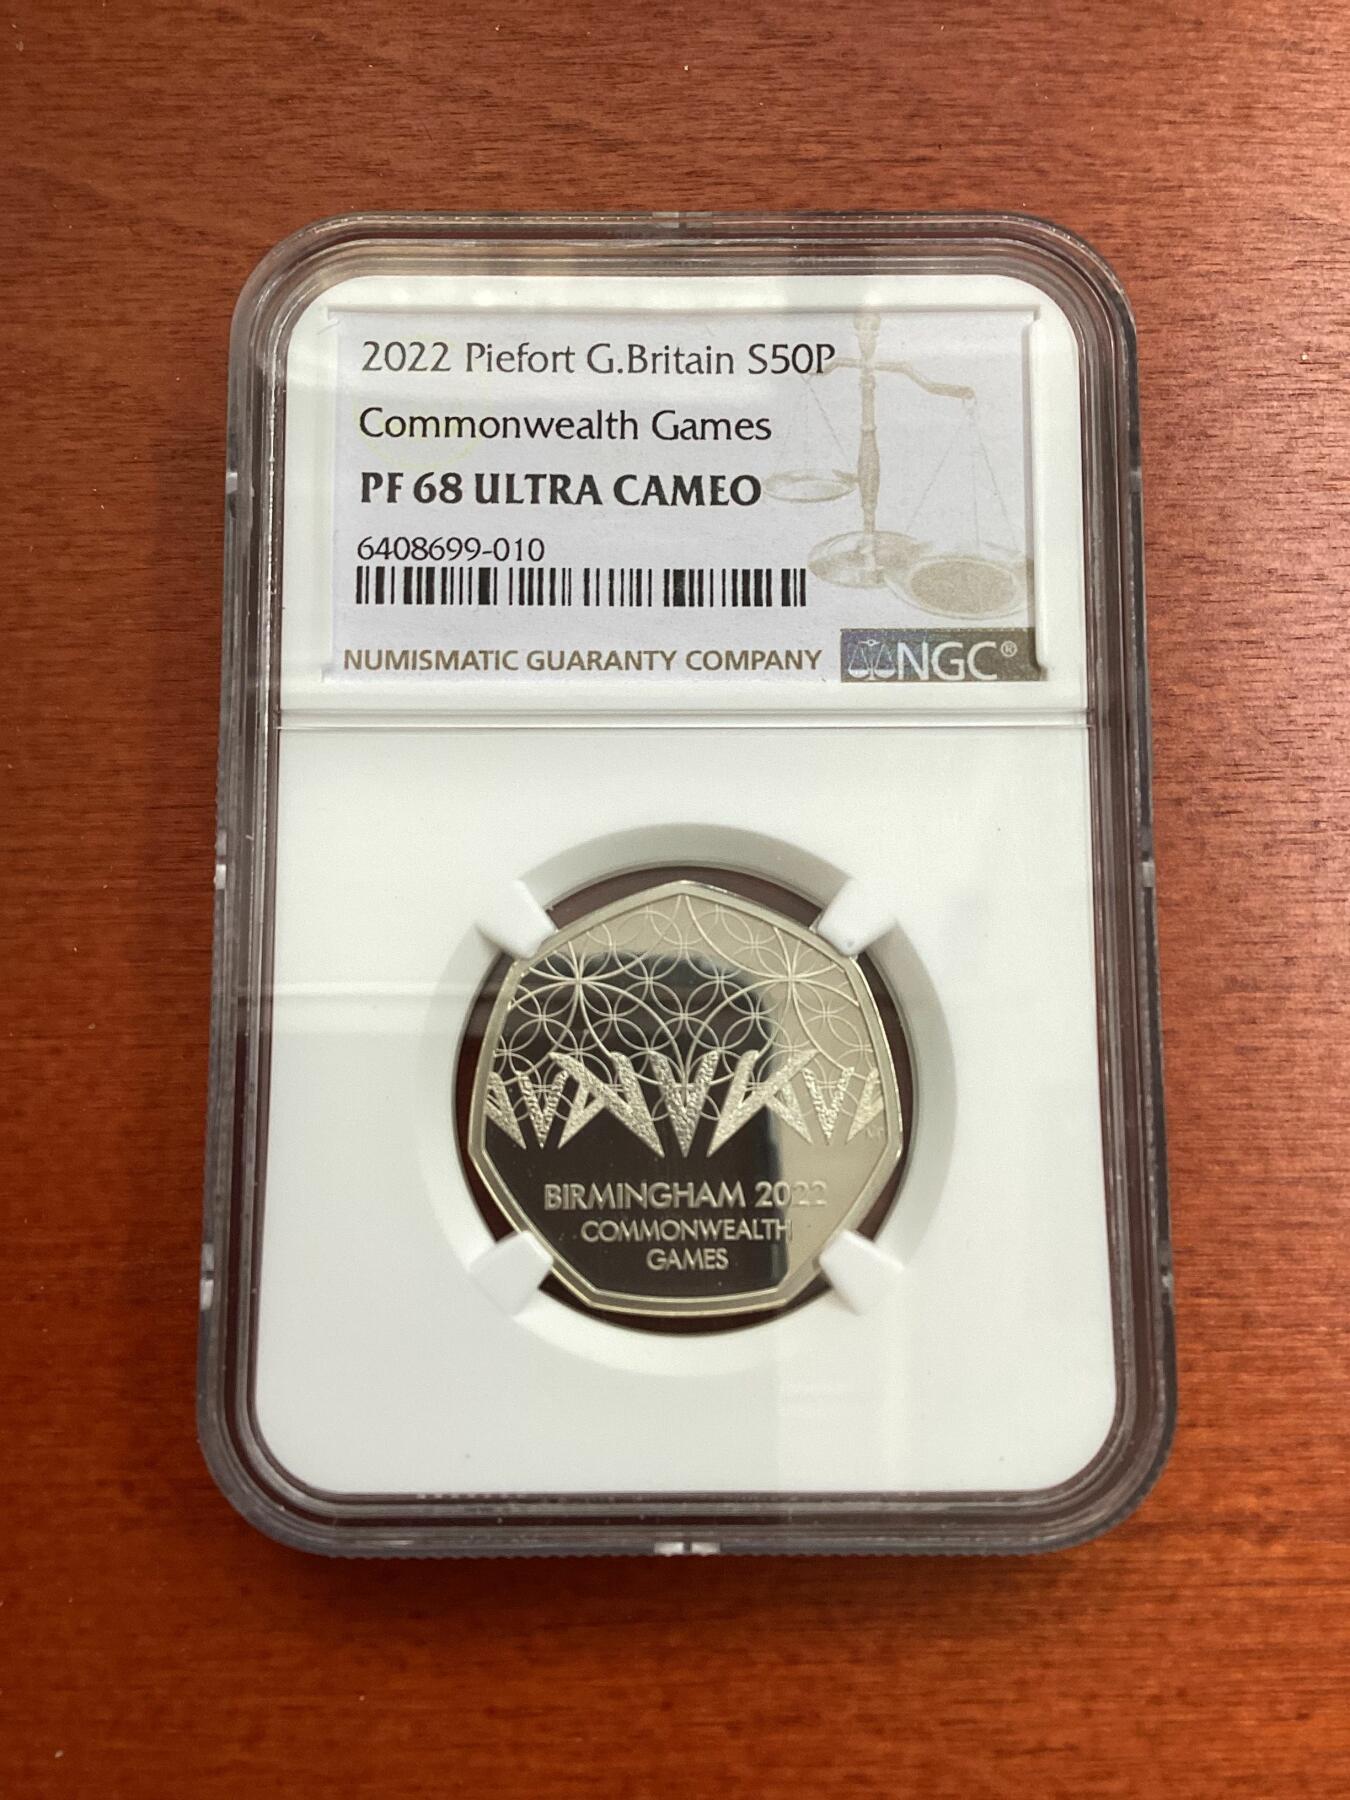 2022 Piefort G.Britain S50P
Commonwealth Games
PF 68 ULTRA CAMEO
6408699-010
NUMISMATIC GUARANTY COMPANY
NGC®
BIRMINGHAM 2022
COMMONWEALTH
GAMES